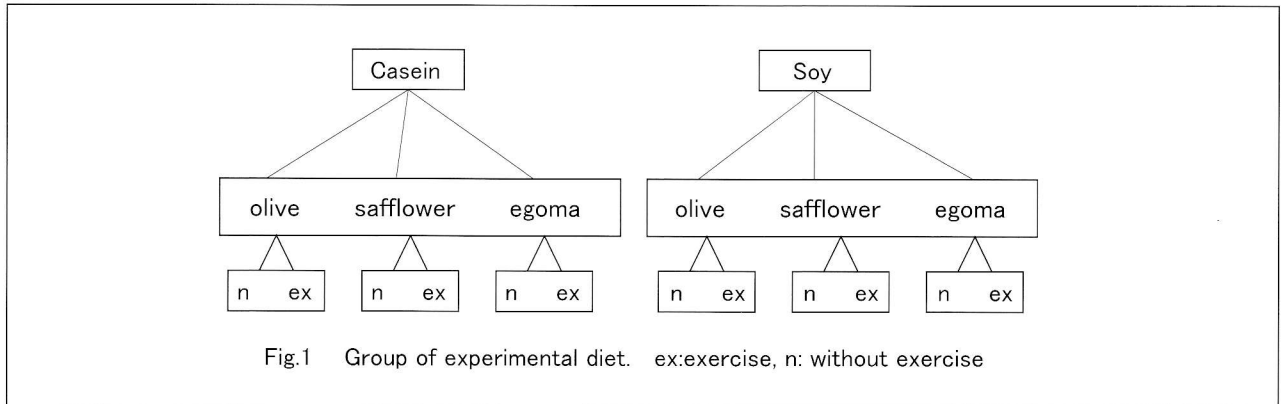 Casein Soy
olive safflower egoma olive safflower egoma
n ex n ex n ex n ex n ex n ex
Fig.1 Group of experimental diet. ex:exercise, n: without exercise